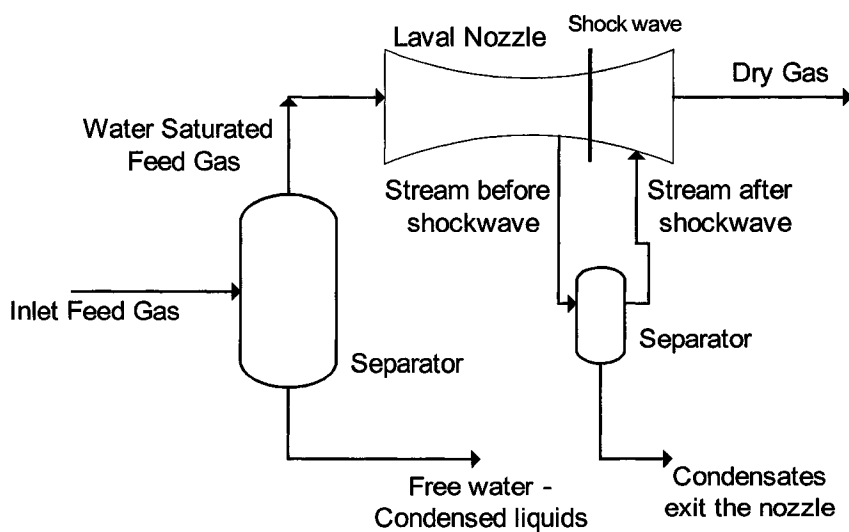 Laval Nozzle
Shock wave
Dry Gas
Water Saturated
Feed Gas
Stream before
shockwave
Stream after
shockwave
Inlet Feed Gas
Separator
Separator
Free water -
Condensed liquids
Condensates
exit the nozzle